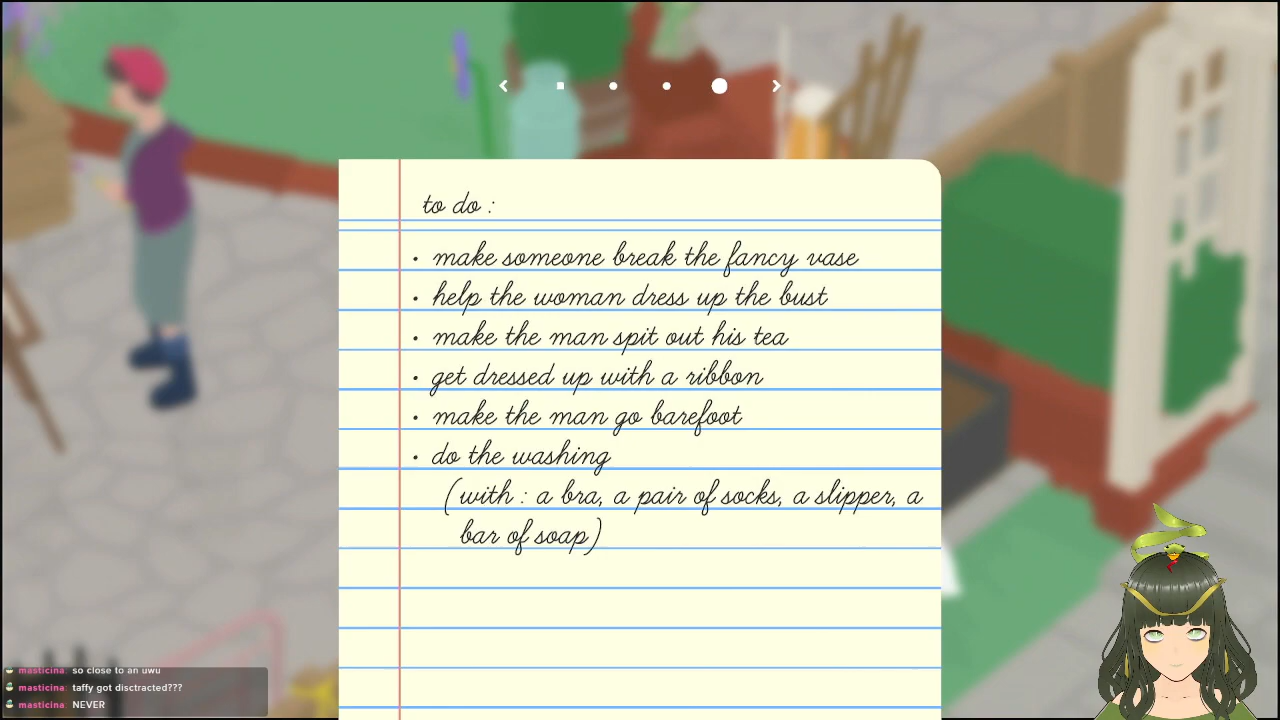 to do :
• make someone break the fancy vase
• help the woman dress up the bust
• make the man spit out his tea
• get dressed up with a ribbon
• make the man go barefoot
• do the washing
(with : a bra, a pair of socks, a slipper, a
bar of soap)
masticina: so close to an uwu
masticina: taffy got disctracted???
masticina: NEVER